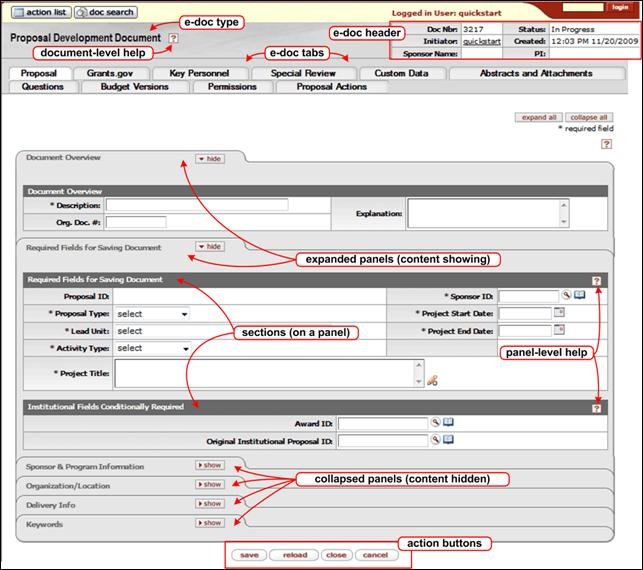 action list doc search
e-doc type
Logged in User: quickstart
login
Proposal Development Document ?
document-level help
e-doc header
e-doc tabs
Doc Nbr: 3217 Status: In Progress
Initiator: quickstart Created: 12:03 PM 11/20/2009
Sponsor Name: PI:
Proposal Grants.gov Key Personnel Special Review Custom Data Abstracts and Attachments
Questions Budget Versions Permissions Proposal Actions
expand all collapse all
* required field
?
Document Overview hide
Document Overview
* Description:
Explanation:
Org. Doc. #:
Required Fields for Saving Document hide
expanded panels (content showing)
Required Fields for Saving Document ?
Proposal ID: * Sponsor ID:
* Proposal Type: select * Project Start Date:
* Lead Unit: select * Project End Date:
sections (on a panel)
* Activity Type: select
panel-level help
* Project Title:
Institutional Fields Conditionally Required ?
Award ID:
Original Institutional Proposal ID:
Sponsor & Program Information show
collapsed panels (content hidden)
Organization/Location show
Delivery Info show
Keywords show
action buttons
save reload close cancel